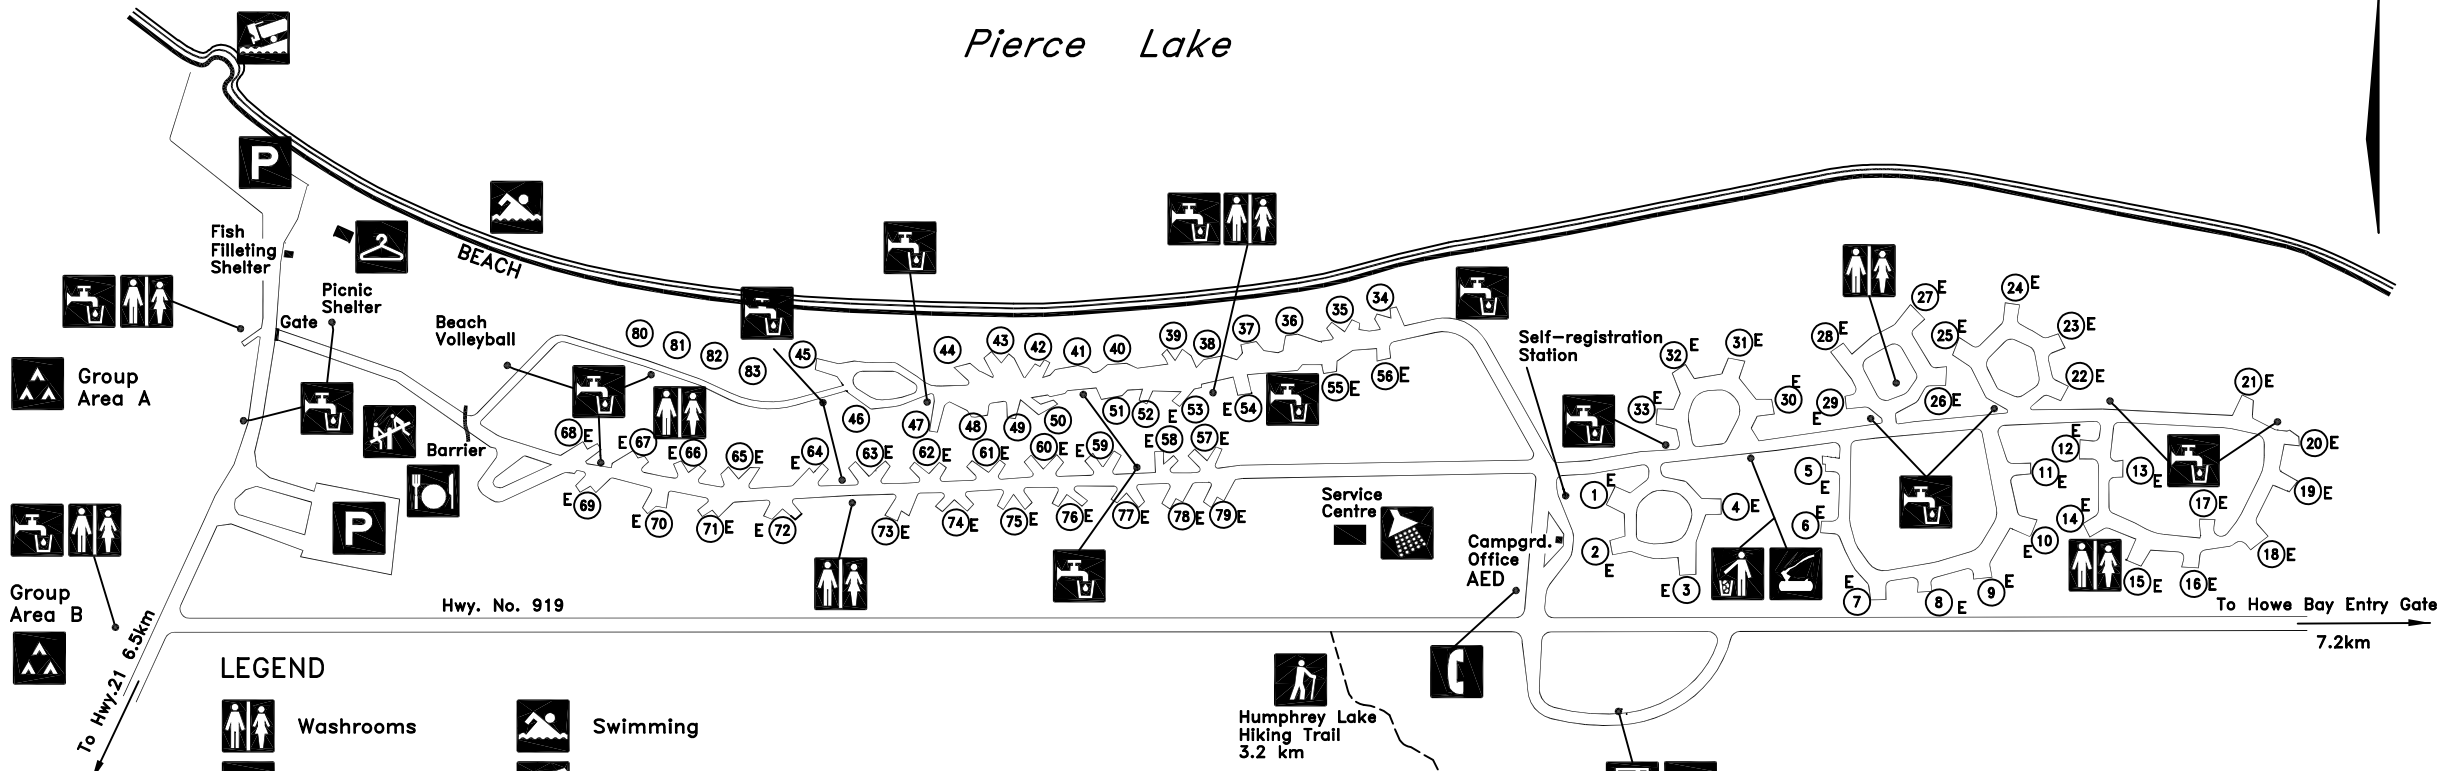 Pierce Lake
P
BEACH
Fish
Filleting
Shelter
Picnic
Shelter
Gate
Beach
Volleyball
Group
Area A
Barrier
P
Group
Area B
To Hwy.21 6.5km
Hwy. No. 919
80
81
82
83
45
44
43
42
41
40
39
38
37
36
35
34
46
47
48
49
50
51
52
53 E
E 54
55 E
56 E
68 E
E 67
E 66
65 E
E 64
63 E
62 E
61 E
60 E
E 59
E 58
57 E
E 69
E 70
71 E
E 72
73 E
74 E
75 E
76 E
77 E
78 E
79 E
Self-registration
Station
Service
Centre
Campgrd.
Office
AED
1 E
2 E
E 3
4 E
5 E
6 E
7 E
8 E
9 E
10 E
11 E
12 E
13 E
14 E
15 E
16 E
17 E
18 E
19 E
20 E
21 E
22 E
23 E
24 E
25 E
26 E
27 E
28 E
29 E
30 E
31 E
32 E
33 E
To Howe Bay Entry Gate
7.2km
Humphrey Lake
Hiking Trail
3.2 km
LEGEND
Washrooms
Swimming